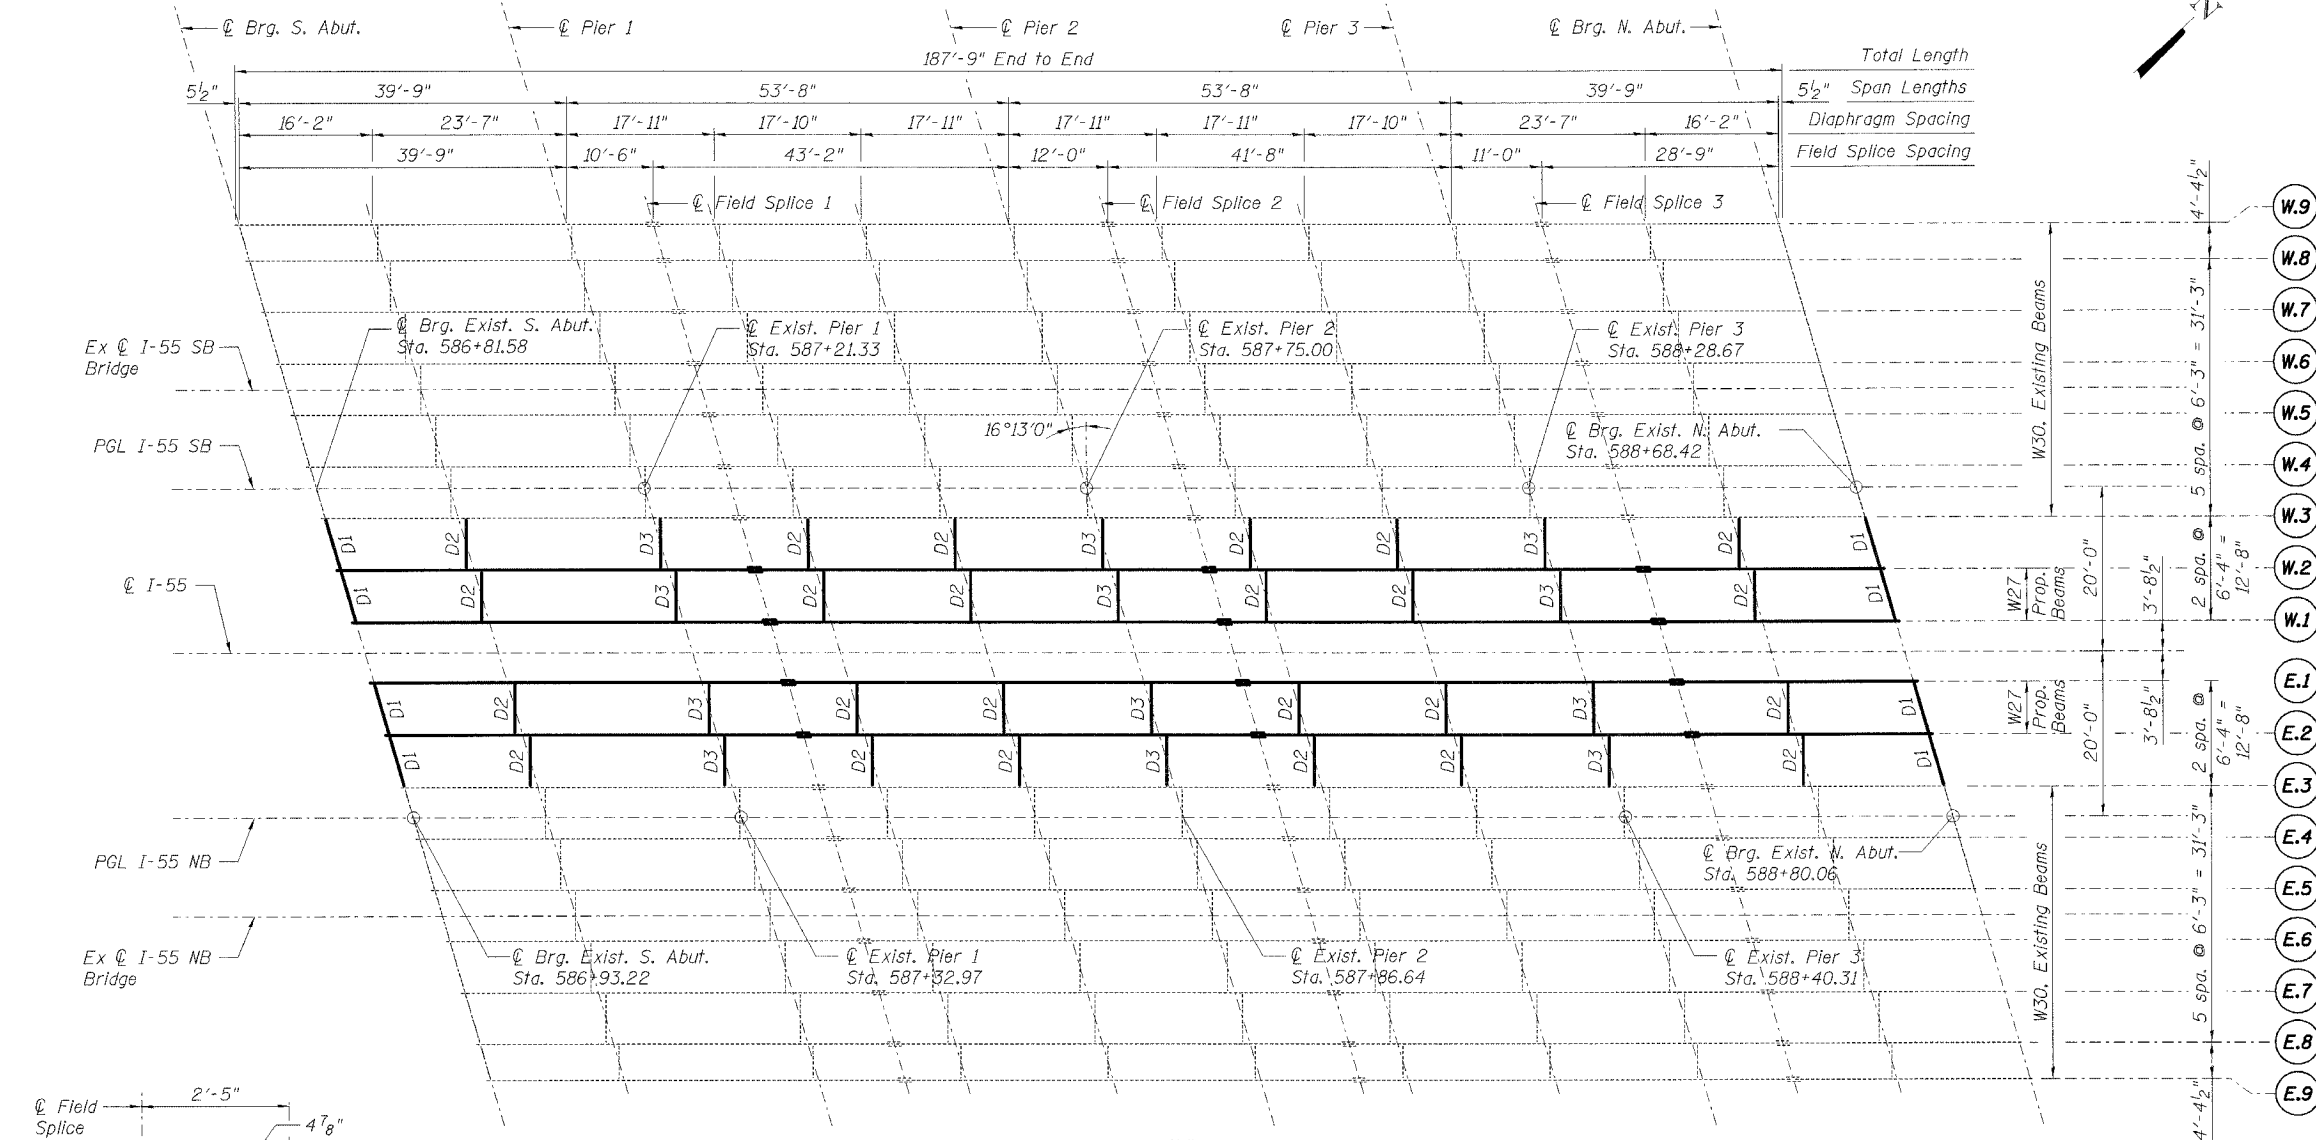 ℄ Brg. S. Abut.
℄ Pier 1
℄ Pier 2
℄ Pier 3
℄ Brg. N. Abut.
N
187'-9" End to End
Total Length
5½"
39'-9"
53'-8"
53'-8"
39'-9"
5½"
Span Lengths
16'-2"
23'-7"
17'-11"
17'-10"
17'-11"
17'-11"
17'-11"
17'-10"
23'-7"
16'-2"
Diaphragm Spacing
39'-9"
10'-6"
43'-2"
12'-0"
41'-8"
11'-0"
28'-9"
Field Splice Spacing
℄ Field Splice 1
℄ Field Splice 2
℄ Field Splice 3
℄ Brg. Exist. S. Abut.
Sta. 586+81.58
℄ Exist. Pier 1
Sta. 587+21.33
℄ Exist. Pier 2
Sta. 587+75.00
℄ Exist. Pier 3
Sta. 588+28.67
Ex ℄ I-55 SB
Bridge
16°13'0"
℄ Brg. Exist. N. Abut.
Sta. 588+68.42
PGL I-55 SB
D1 D2 D3 D2 D2 D3 D2 D2 D3 D2 D1
D1 D2 D3 D2 D2 D3 D2 D2 D3 D2 D1
℄ I-55
D1 D2 D3 D2 D2 D3 D2 D2 D3 D2 D1
D1 D2 D3 D2 D2 D3 D2 D2 D3 D2 D1
PGL I-55 NB
℄ Brg. Exist. N. Abut.
Sta. 588+80.06
Ex ℄ I-55 NB
Bridge
℄ Brg. Exist. S. Abut.
Sta. 586+93.22
℄ Exist. Pier 1
Sta. 587+32.97
℄ Exist. Pier 2
Sta. 587+86.64
℄ Exist. Pier 3
Sta. 588+40.31
W30, Existing Beams
W27
Prop.
Beams
W27
Prop.
Beams
W30, Existing Beams
20'-0"
20'-0"
3'-8½"
3'-8½"
4'-4½"
5 spa. @ 6'-3" = 31'-3"
2 spa. @
6'-4" =
12'-8"
2 spa. @
6'-4" =
12'-8"
5 spa. @ 6'-3" = 31'-3"
4'-4½"
W.9
W.8
W.7
W.6
W.5
W.4
W.3
W.2
W.1
E.1
E.2
E.3
E.4
E.5
E.6
E.7
E.8
E.9
℄ Field
Splice
2'-5"
4⅞"